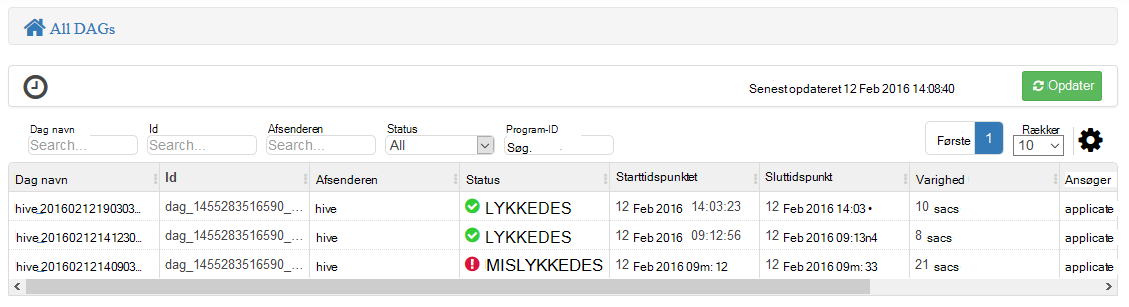 All DAGs
Senest opdateret 12 Feb 2016 14:08:40 Opdater
Dag navn Id Afsenderen Status Program-ID
Search... Search... Search... All Søg. Første 1 Rækker 10
Dag navn Id Afsenderen Status Starttidspunktet Sluttidspunkt Varighed Ansøger
hive_20160212190303... dag_1455283516590_... hive LYKKEDES 12 Feb 2016 14:03:23 12 Feb 2016 14:03 • 10 sacs applicate
hive_20160212141230... dag_1455283516590_... hive LYKKEDES 12 Feb 2016 09:12:56 12 Feb 2016 09:13n4 8 sacs applicate
hive_20160212140903... dag_1455283516590_... hive MISLYKKEDES 12 Feb 2016 09m: 12 12 Feb 2016 09m: 33 21 sacs applicate